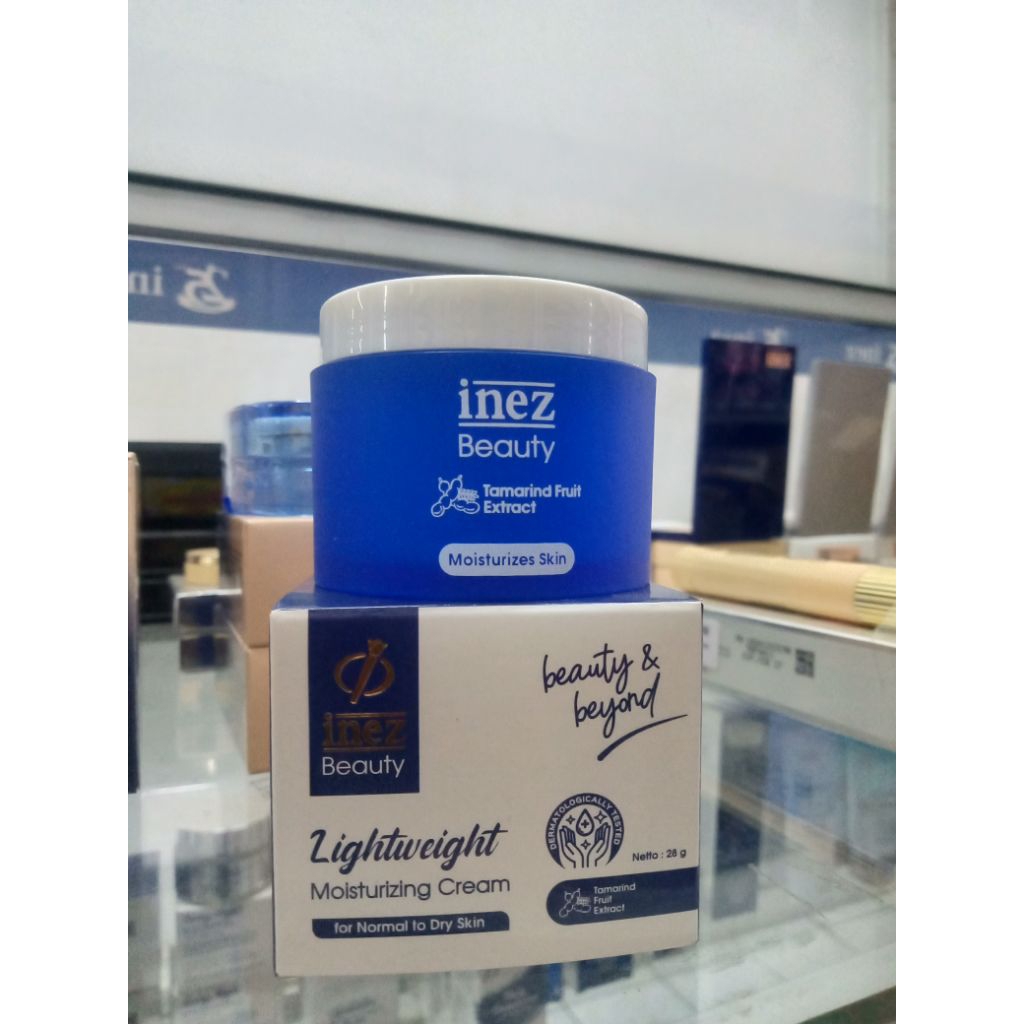 inez
Beauty
Tamarind Fruit
Extract
Moisturizes Skin
inez
Beauty
beauty &
beyond
DERMATOLOGICALLY TESTED
Lightweight
Moisturizing Cream
for Normal to Dry Skin
Netto : 28 g
Tamarind
Fruit
Extract